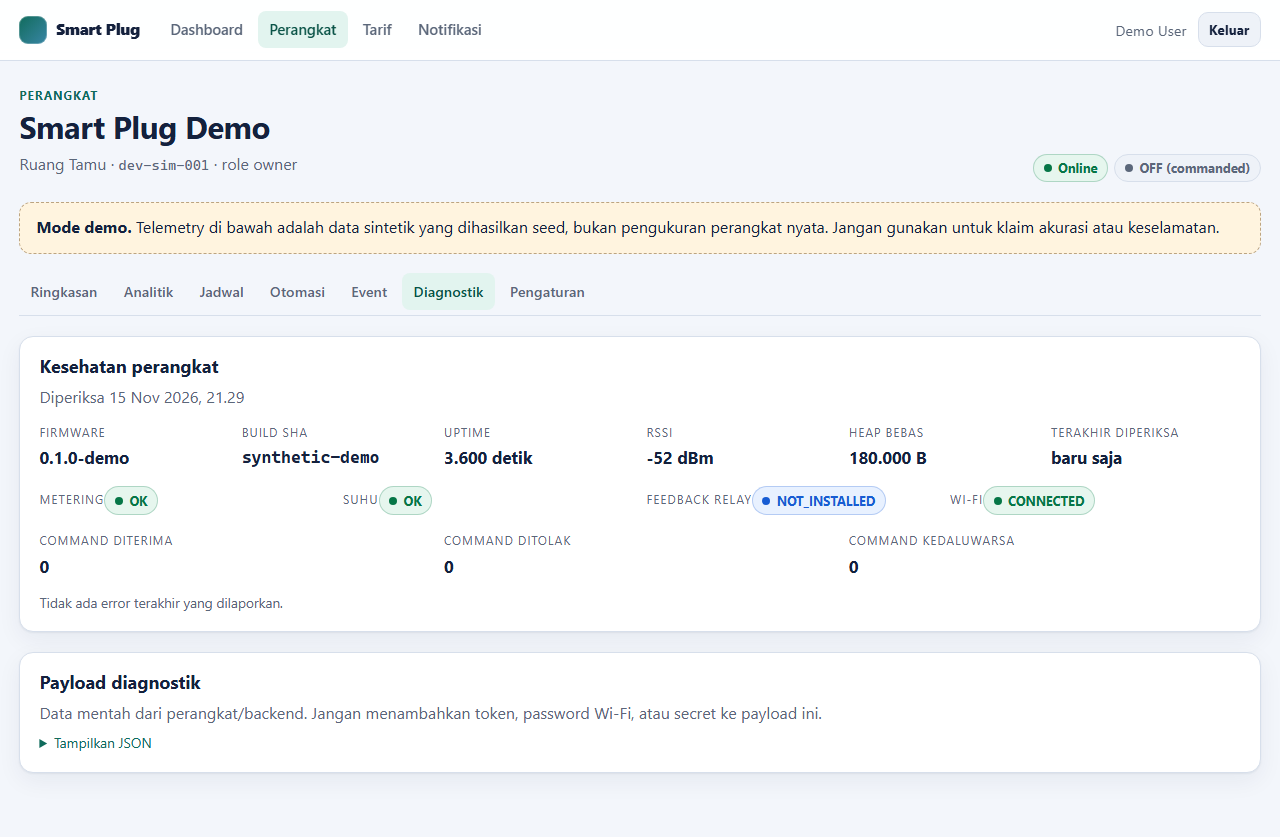 Smart Plug Dashboard Perangkat Tarif Notifikasi Demo User Keluar
PERANGKAT
Smart Plug Demo
Ruang Tamu · dev-sim-001 · role owner
Online OFF (commanded)
Mode demo. Telemetry di bawah adalah data sintetik yang dihasilkan seed, bukan pengukuran perangkat nyata. Jangan gunakan untuk klaim akurasi atau keselamatan.
Ringkasan Analitik Jadwal Otomasi Event Diagnostik Pengaturan
Kesehatan perangkat
Diperiksa 15 Nov 2026, 21.29
FIRMWARE BUILD SHA UPTIME RSSI HEAP BEBAS TERAKHIR DIPERIKSA
0.1.0-demo synthetic-demo 3.600 detik -52 dBm 180.000 B baru saja
METERING OK SUHU OK FEEDBACK RELAY NOT_INSTALLED WI-FI CONNECTED
COMMAND DITERIMA COMMAND DITOLAK COMMAND KEDALUWARSA
0 0 0
Tidak ada error terakhir yang dilaporkan.
Payload diagnostik
Data mentah dari perangkat/backend. Jangan menambahkan token, password Wi-Fi, atau secret ke payload ini.
Tampilkan JSON